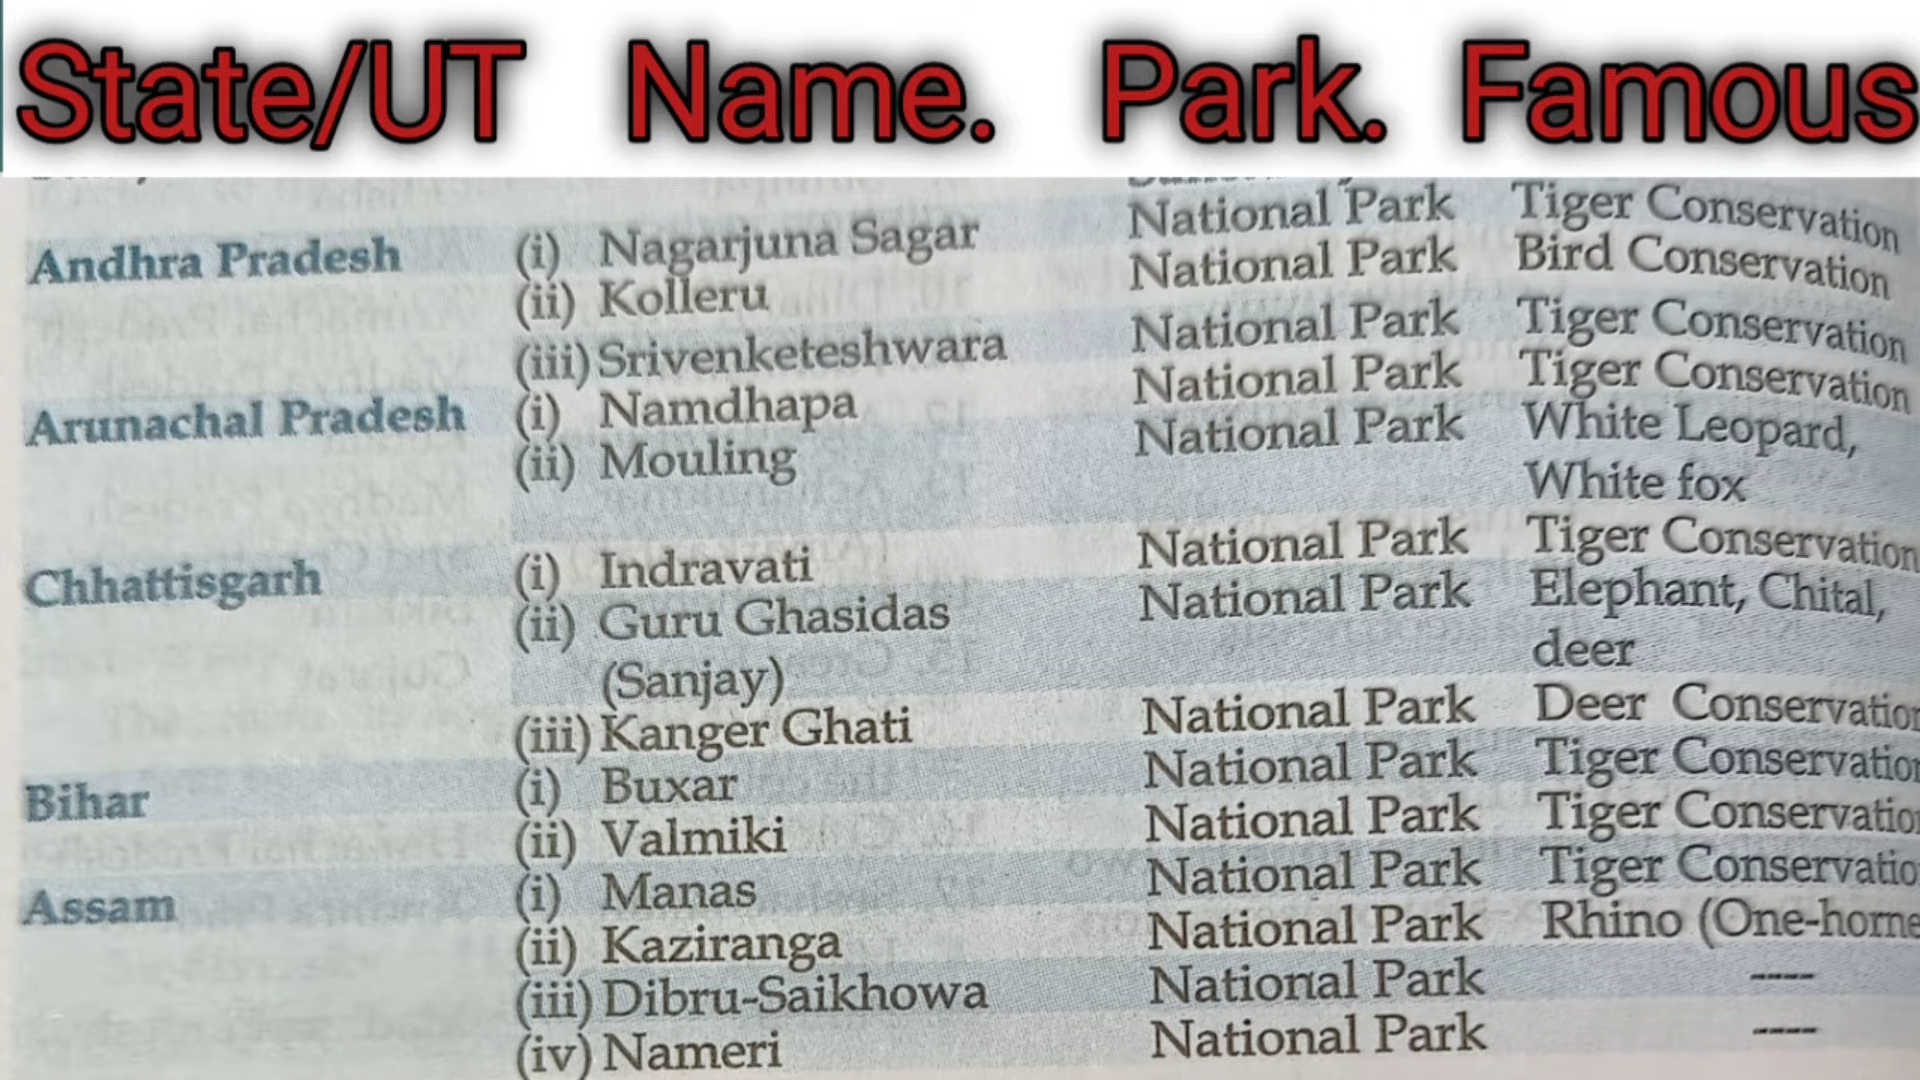 State/UT Name. Park. Famous
Andhra Pradesh (i) Nagarjuna Sagar National Park Tiger Conservation
(ii) Kolleru National Park Bird Conservation
(iii) Srivenketeshwara National Park Tiger Conservation
Arunachal Pradesh (i) Namdhapa National Park Tiger Conservation
(ii) Mouling National Park White Leopard,
White fox
Chhattisgarh (i) Indravati National Park Tiger Conservation
(ii) Guru Ghasidas National Park Elephant, Chital,
(Sanjay) deer
(iii) Kanger Ghati National Park Deer Conservation
Bihar (i) Buxar National Park Tiger Conservation
(ii) Valmiki National Park Tiger Conservatio
Assam (i) Manas National Park Tiger Conservatio
(ii) Kaziranga National Park Rhino (One-horne
(iii) Dibru-Saikhowa National Park ----
(iv) Nameri National Park ----